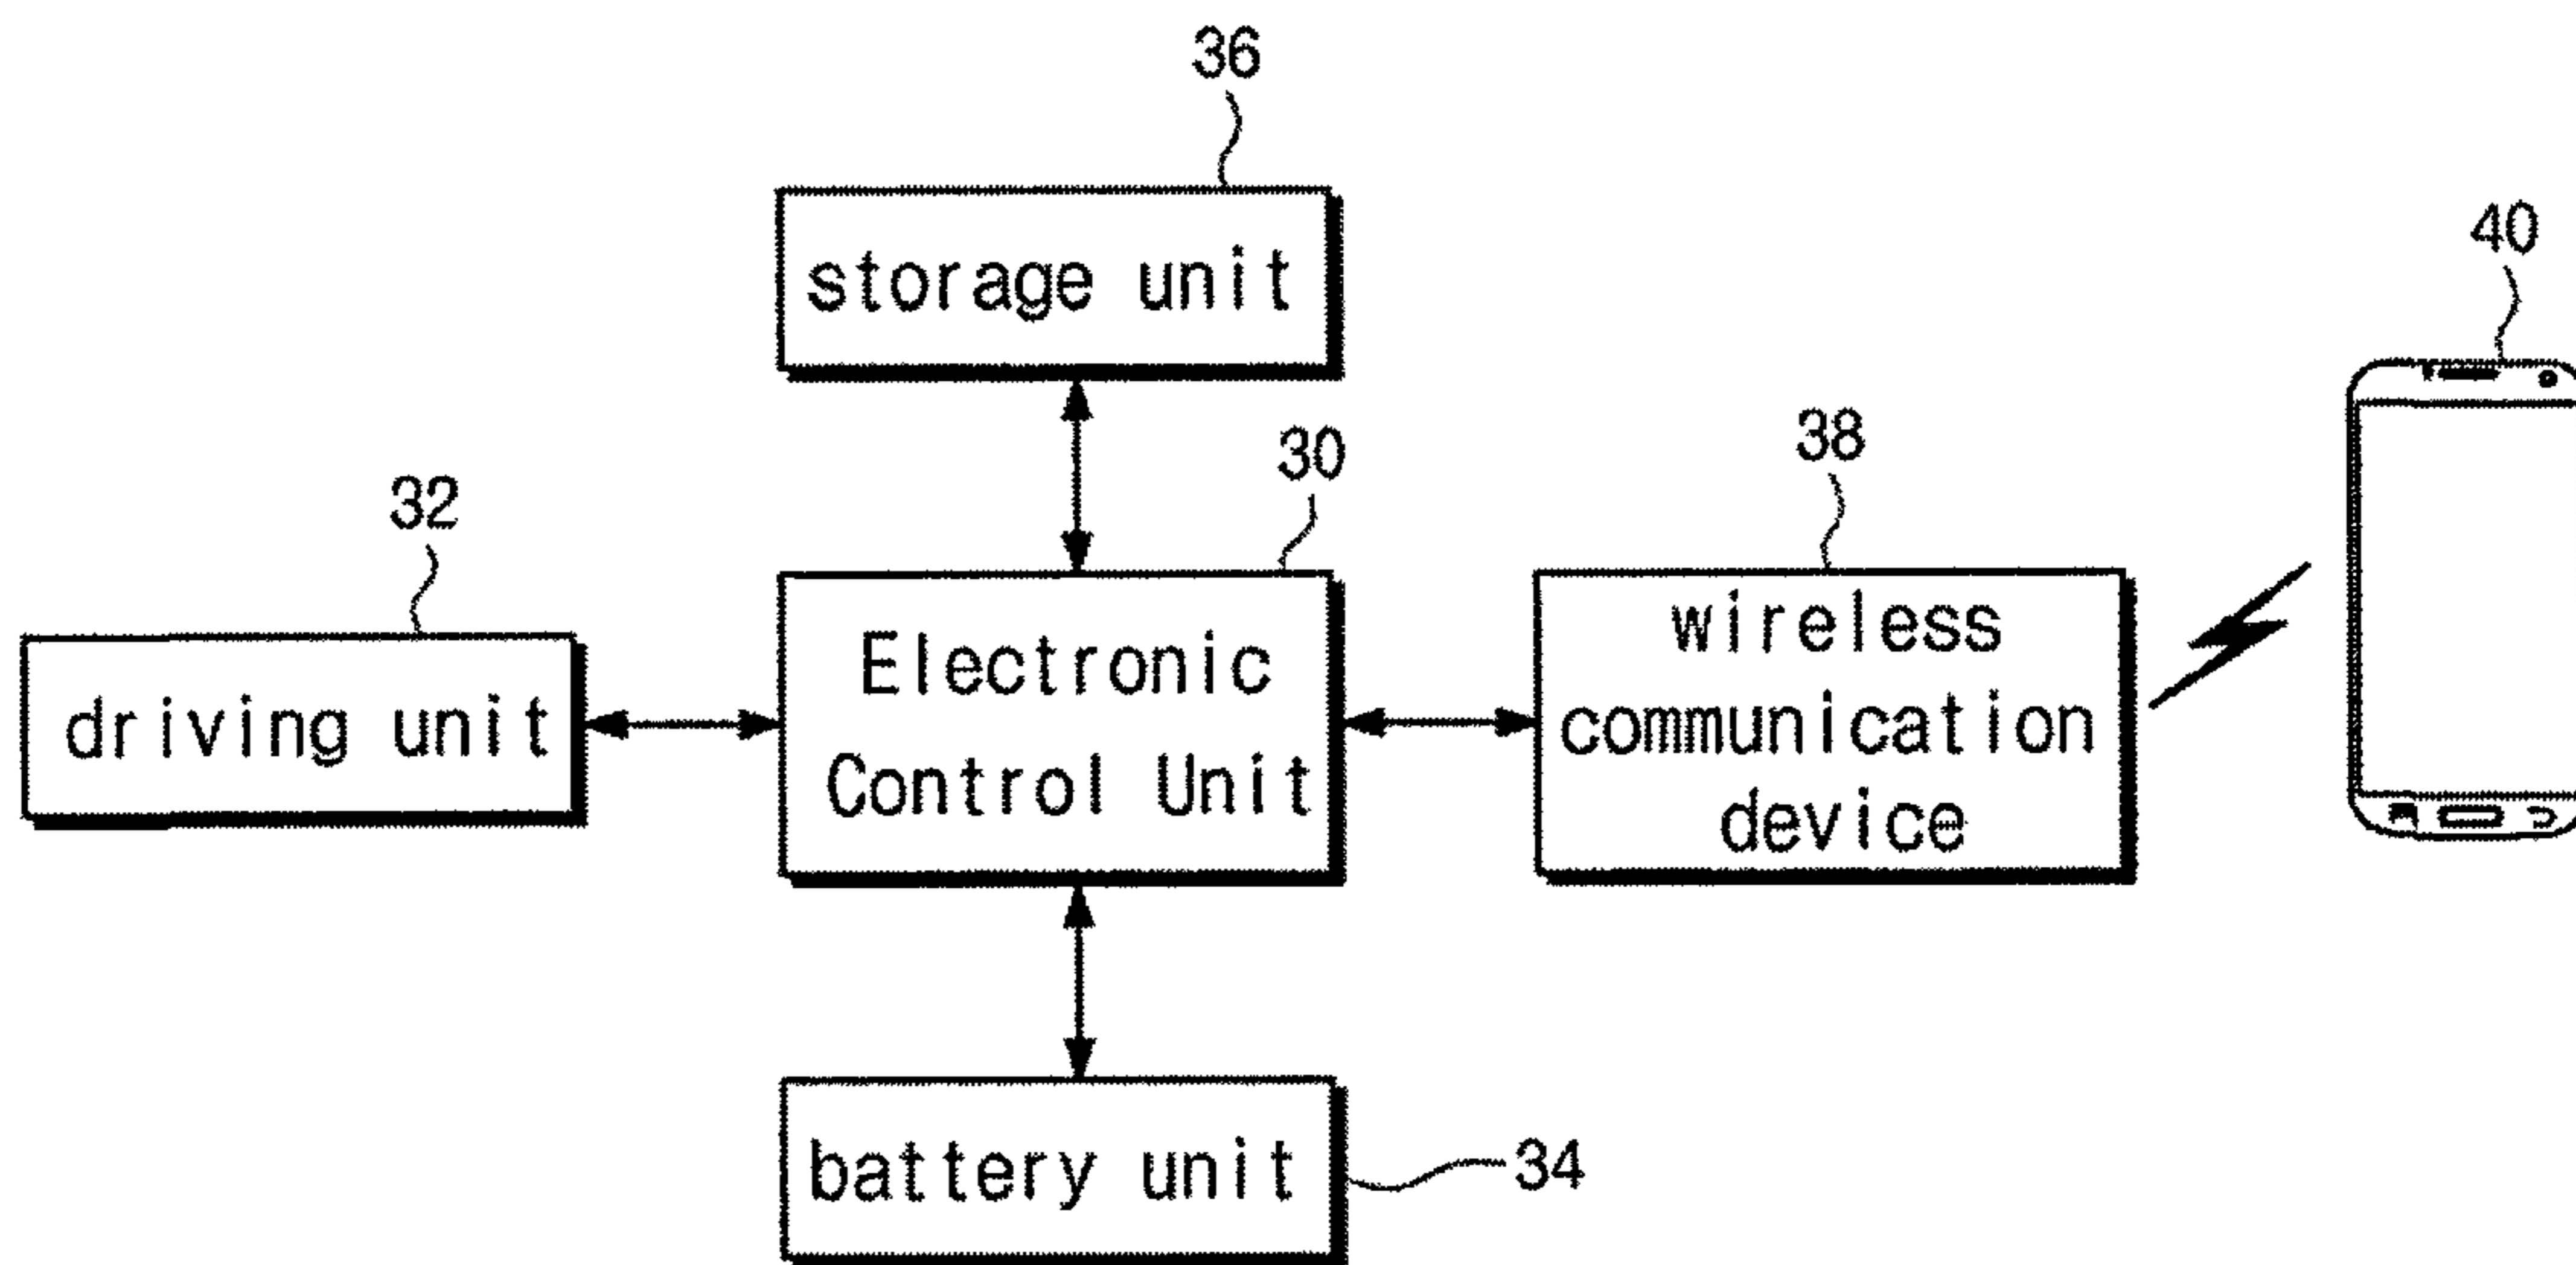 36
storage unit
40
30
38
32
Electronic
Control Unit
wireless
communication
device
driving unit
battery unit
34